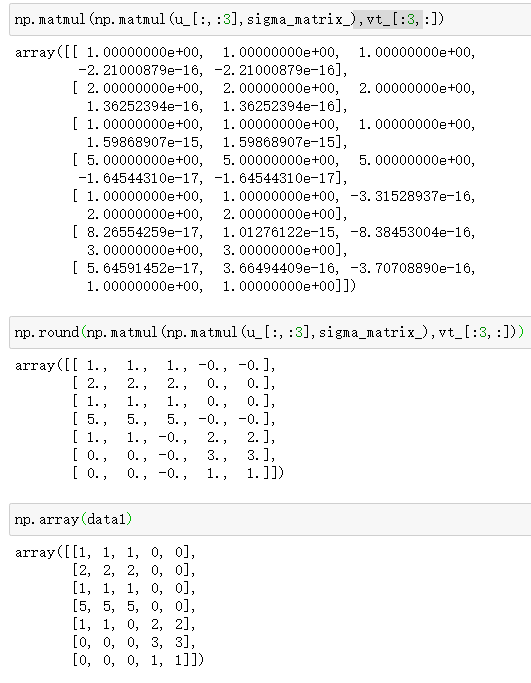 np.matmul(np.matmul(u_[:,:3],sigma_matrix_),vt_[:3,:])
array([[ 1.00000000e+00,  1.00000000e+00,  1.00000000e+00,
        -2.21000879e-16, -2.21000879e-16],
       [ 2.00000000e+00,  2.00000000e+00,  2.00000000e+00,
         1.36252394e-16,  1.36252394e-16],
       [ 1.00000000e+00,  1.00000000e+00,  1.00000000e+00,
         1.59868907e-15,  1.59868907e-15],
       [ 5.00000000e+00,  5.00000000e+00,  5.00000000e+00,
        -1.64544310e-17, -1.64544310e-17],
       [ 1.00000000e+00,  1.00000000e+00, -3.31528937e-16,
         2.00000000e+00,  2.00000000e+00],
       [ 8.26554259e-17,  1.01276122e-15, -8.38453004e-16,
         3.00000000e+00,  3.00000000e+00],
       [ 5.64591452e-17,  3.66494409e-16, -3.70708890e-16,
         1.00000000e+00,  1.00000000e+00]])
np.round(np.matmul(np.matmul(u_[:,:3],sigma_matrix_),vt_[:3,:]))
array([[ 1.,  1.,  1., -0., -0.],
       [ 2.,  2.,  2.,  0.,  0.],
       [ 1.,  1.,  1.,  0.,  0.],
       [ 5.,  5.,  5., -0., -0.],
       [ 1.,  1., -0.,  2.,  2.],
       [ 0.,  0., -0.,  3.,  3.],
       [ 0.,  0., -0.,  1.,  1.]])
np.array(data1)
array([[1, 1, 1, 0, 0],
       [2, 2, 2, 0, 0],
       [1, 1, 1, 0, 0],
       [5, 5, 5, 0, 0],
       [1, 1, 0, 2, 2],
       [0, 0, 0, 3, 3],
       [0, 0, 0, 1, 1]])